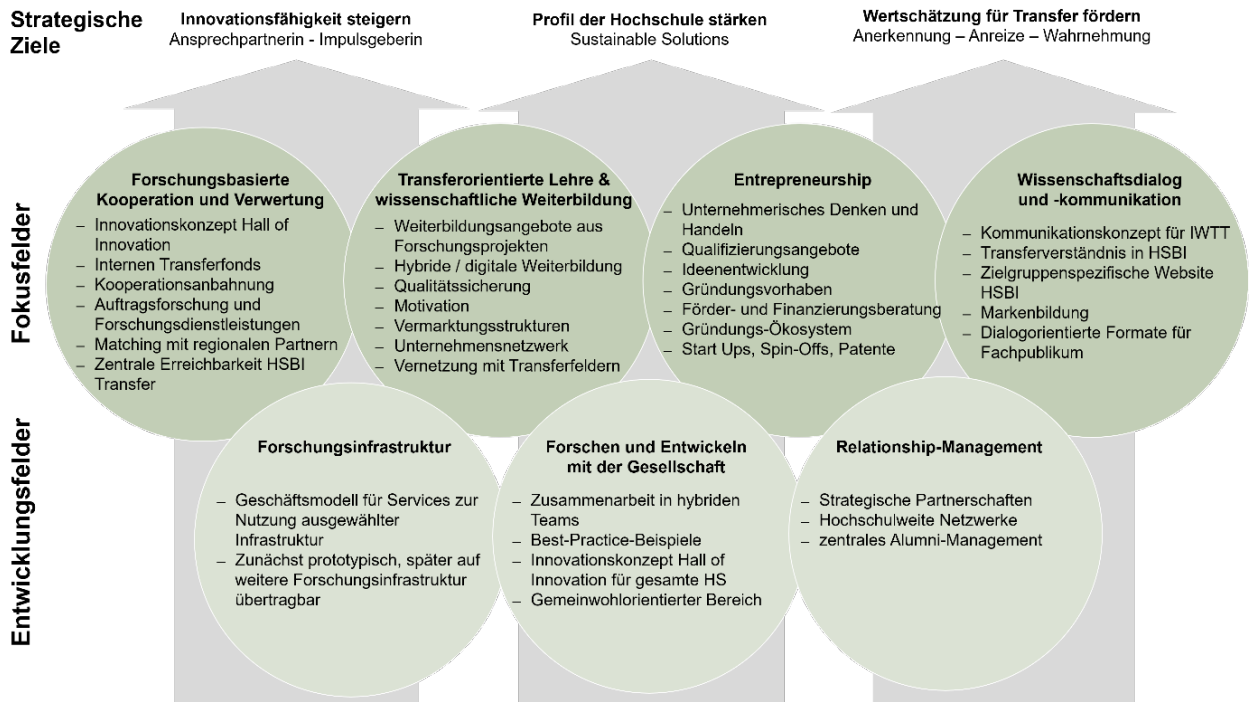 Strategische
Ziele
Innovationsfähigkeit steigern
Ansprechpartnerin - Impulsgeberin
Profil der Hochschule stärken
Sustainable Solutions
Wertschätzung für Transfer fördern
Anerkennung – Anreize – Wahrnehmung
Fokusfelder
Forschungsbasierte
Kooperation und Verwertung
– Innovationskonzept Hall of
Innovation
– Internen Transferfonds
– Kooperationsanbahnung
– Auftragsforschung und
Forschungsdienstleistungen
– Matching mit regionalen Partnern
– Zentrale Erreichbarkeit HSBI
Transfer
Transferorientierte Lehre &
wissenschaftliche Weiterbildung
– Weiterbildungsangebote aus
Forschungsprojekten
– Hybride / digitale Weiterbildung
– Qualitätssicherung
– Motivation
– Vermarktungsstrukturen
– Unternehmensnetzwerk
– Vernetzung mit Transferfeldern
Entrepreneurship
– Unternehmerisches Denken und
Handeln
– Qualifizierungsangebote
– Ideenentwicklung
– Gründungsvorhaben
– Förder- und Finanzierungsberatung
– Gründungs-Ökosystem
– Start Ups, Spin-Offs, Patente
Wissenschaftsdialog
und -kommunikation
– Kommunikationskonzept für IWTT
– Transferverständnis in HSBI
– Zielgruppenspezifische Website
HSBI
– Markenbildung
– Dialogorientierte Formate für
Fachpublikum
Entwicklungsfelder
Forschungsinfrastruktur
– Geschäftsmodell für Services zur
Nutzung ausgewählter
Infrastruktur
– Zunächst prototypisch, später auf
weitere Forschungsinfrastruktur
übertragbar
Forschen und Entwickeln
mit der Gesellschaft
– Zusammenarbeit in hybriden
Teams
– Best-Practice-Beispiele
– Innovationskonzept Hall of
Innovation für gesamte HS
– Gemeinwohlorientierter Bereich
Relationship-Management
– Strategische Partnerschaften
– Hochschulweite Netzwerke
– zentrales Alumni-Management